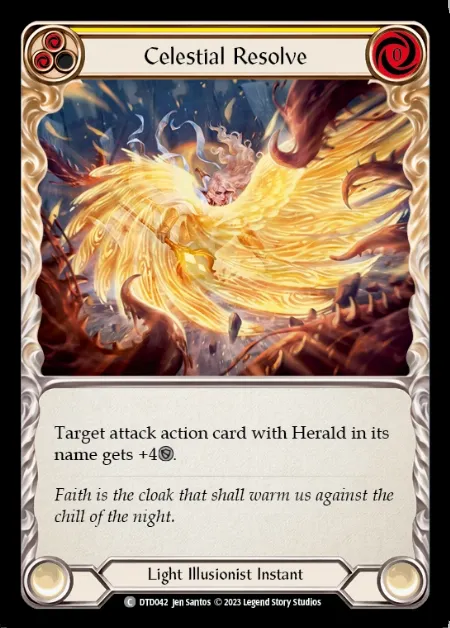 Celestial Resolve
0
Target attack action card with Herald in its
name gets +4.
Faith is the cloak that shall warm us against the
chill of the night.
Light Illusionist Instant
C DTD042 Jen Santos © 2023 Legend Story Studios